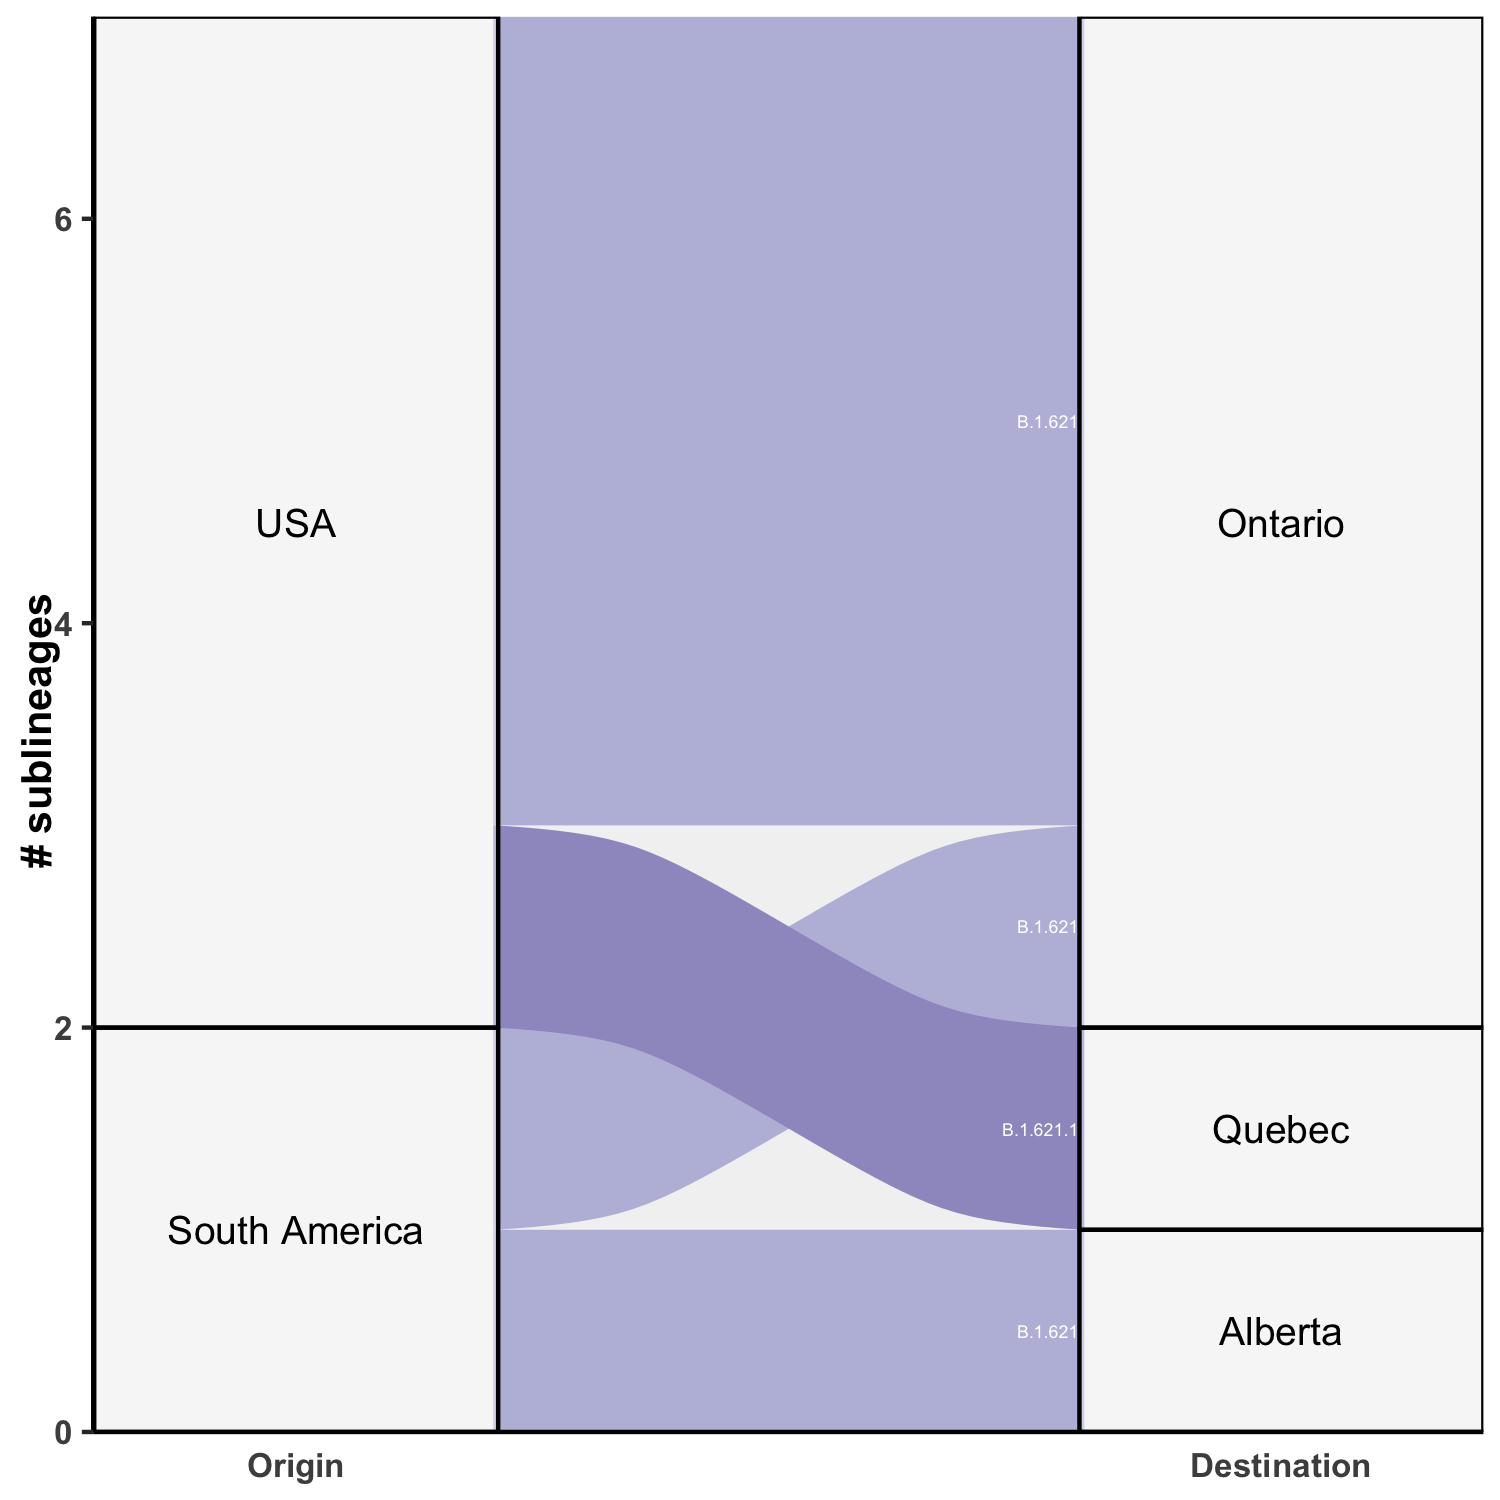 # sublineages
6
4
2
0
USA
South America
B.1.621
B.1.621
B.1.621.1
B.1.621
Ontario
Quebec
Alberta
Origin
Destination